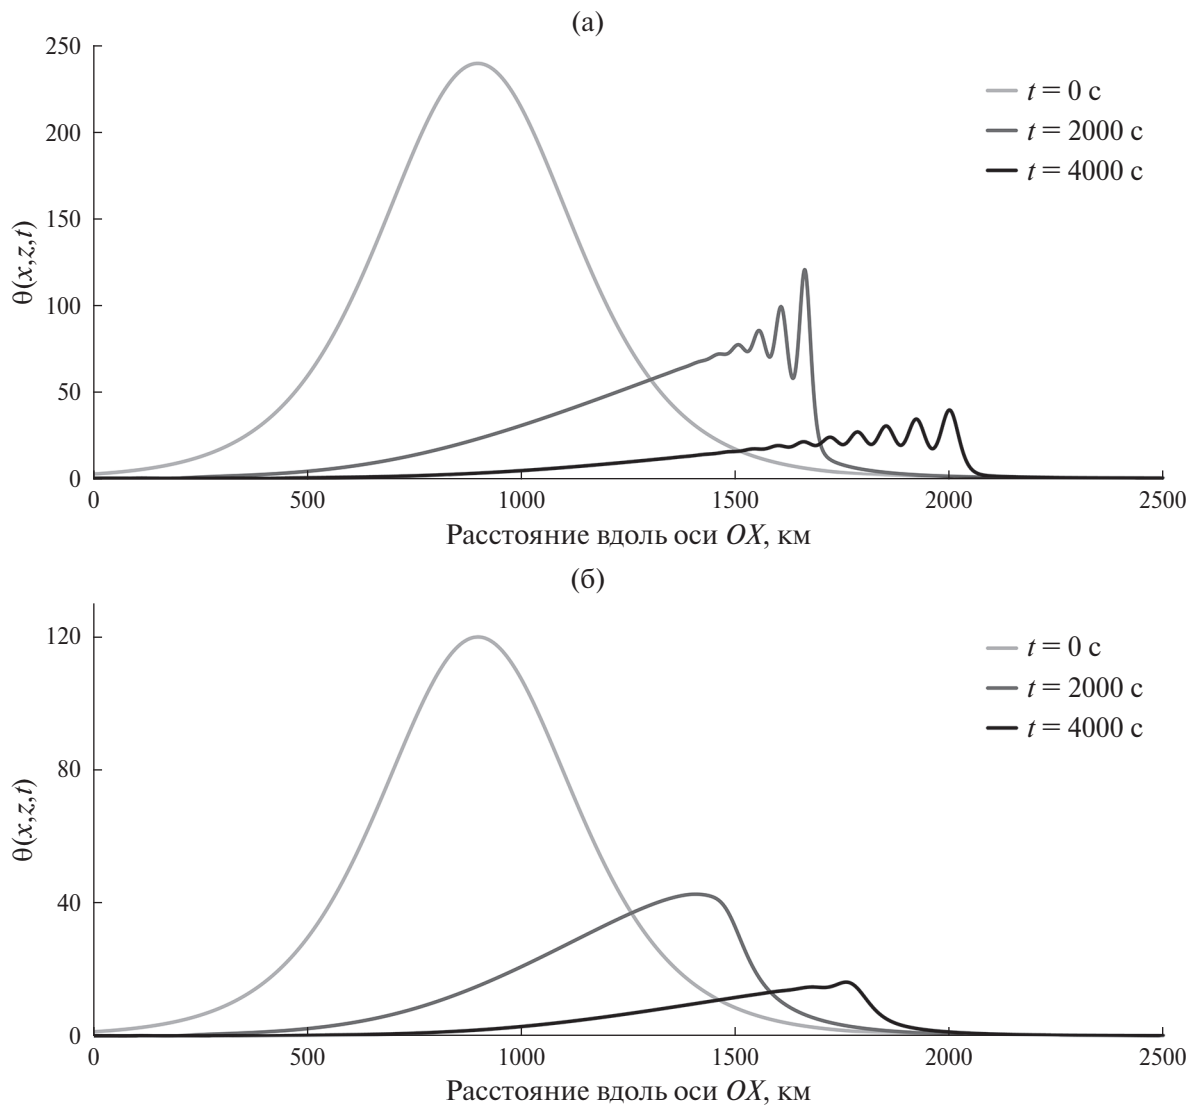 (а)
250
200
150
100
50
0
θ(x,z,t)
t = 0 с
t = 2000 с
t = 4000 с
0 500 1000 1500 2000 2500
Расстояние вдоль оси OX, км
(б)
120
80
40
0
θ(x,z,t)
t = 0 с
t = 2000 с
t = 4000 с
0 500 1000 1500 2000 2500
Расстояние вдоль оси OX, км